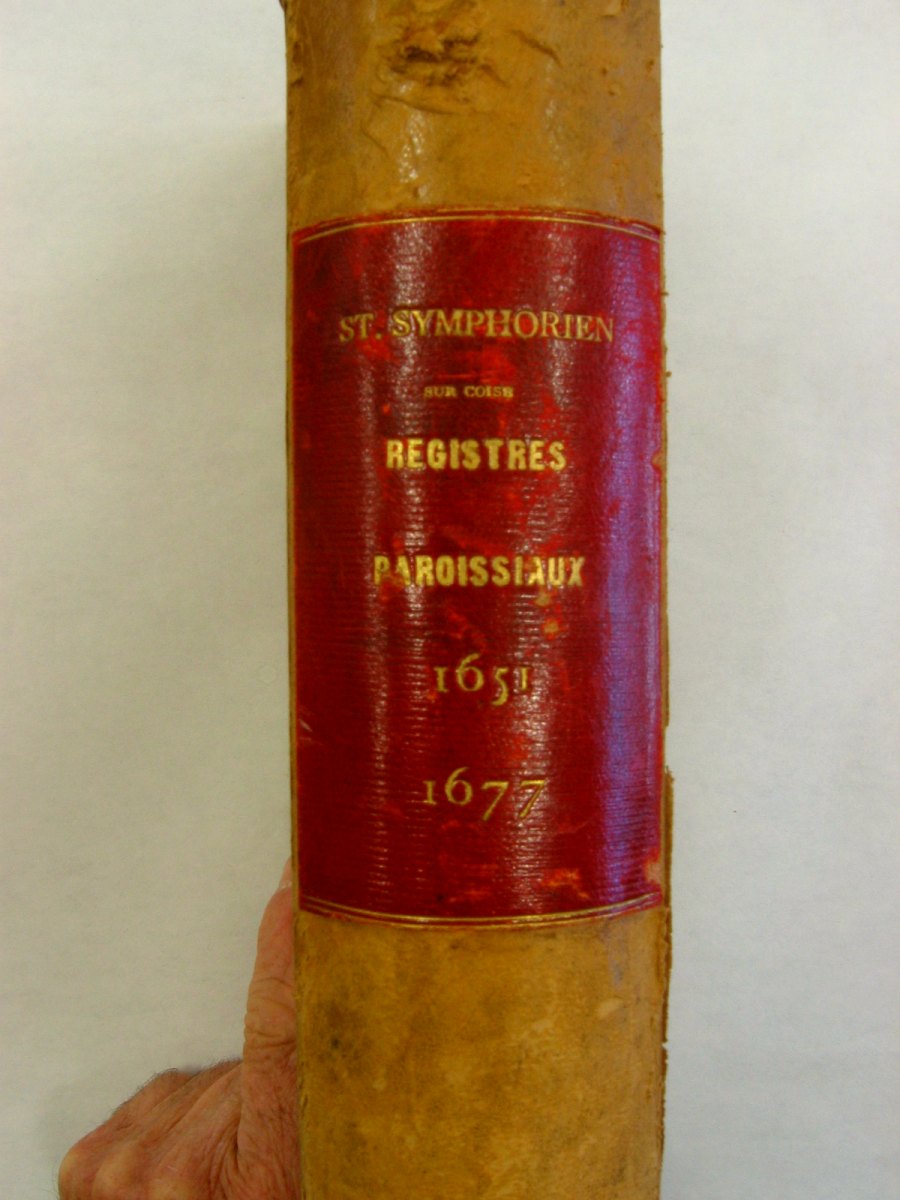 ST. SYMPHORIEN
SUR COISE
REGISTRES
PAROISSIAUX
1651
1677